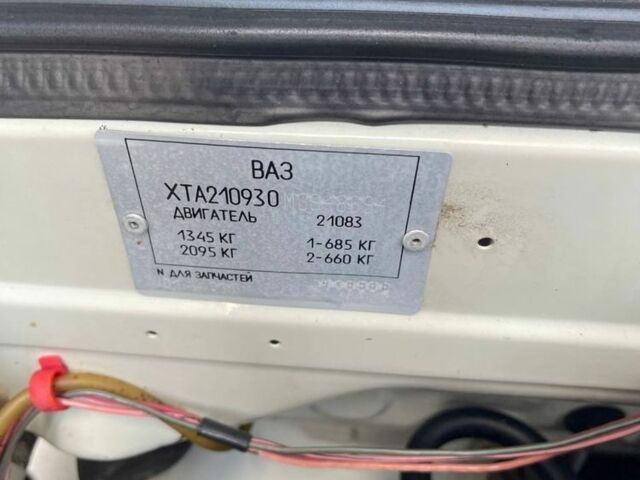 ВАЗ
XTA210930
ДВИГАТЕЛЬ 21083
1345 КГ 1-685 КГ
2095 КГ 2-660 КГ
N ДЛЯ ЗАПЧАСТЕЙ